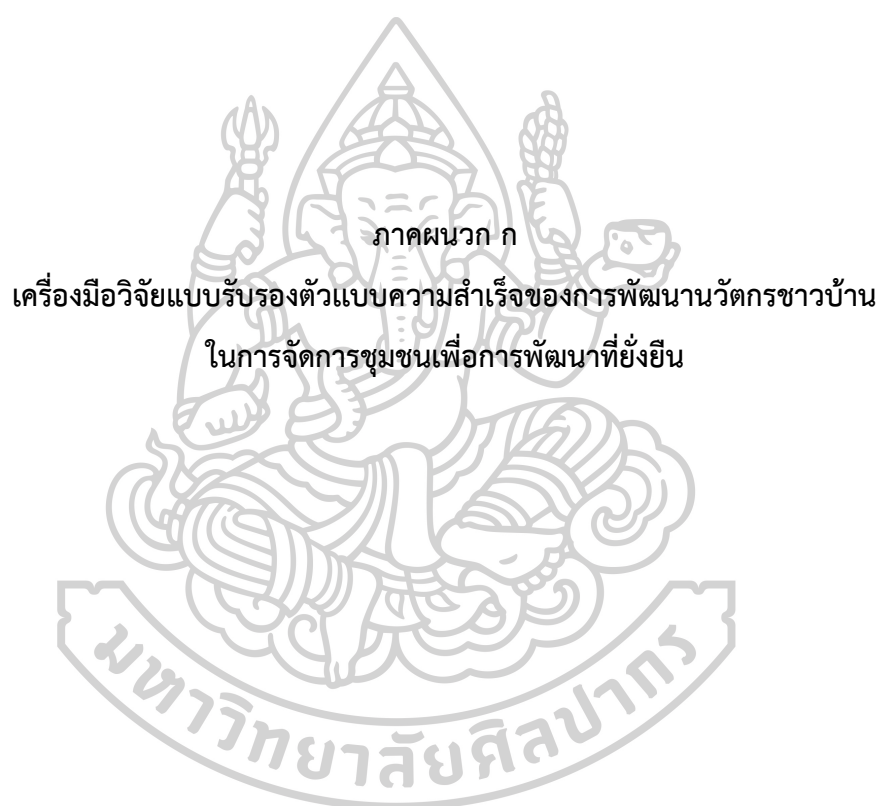 ภาคผนวก ก
เครื่องมือวิจัยแบบรับรองตัวแบบความสำเร็จของการพัฒนานวัตกรชาวบ้าน
ในการจัดการชุมชนเพื่อการพัฒนาที่ยั่งยืน
มหาวิทยาลัยศิลปากร